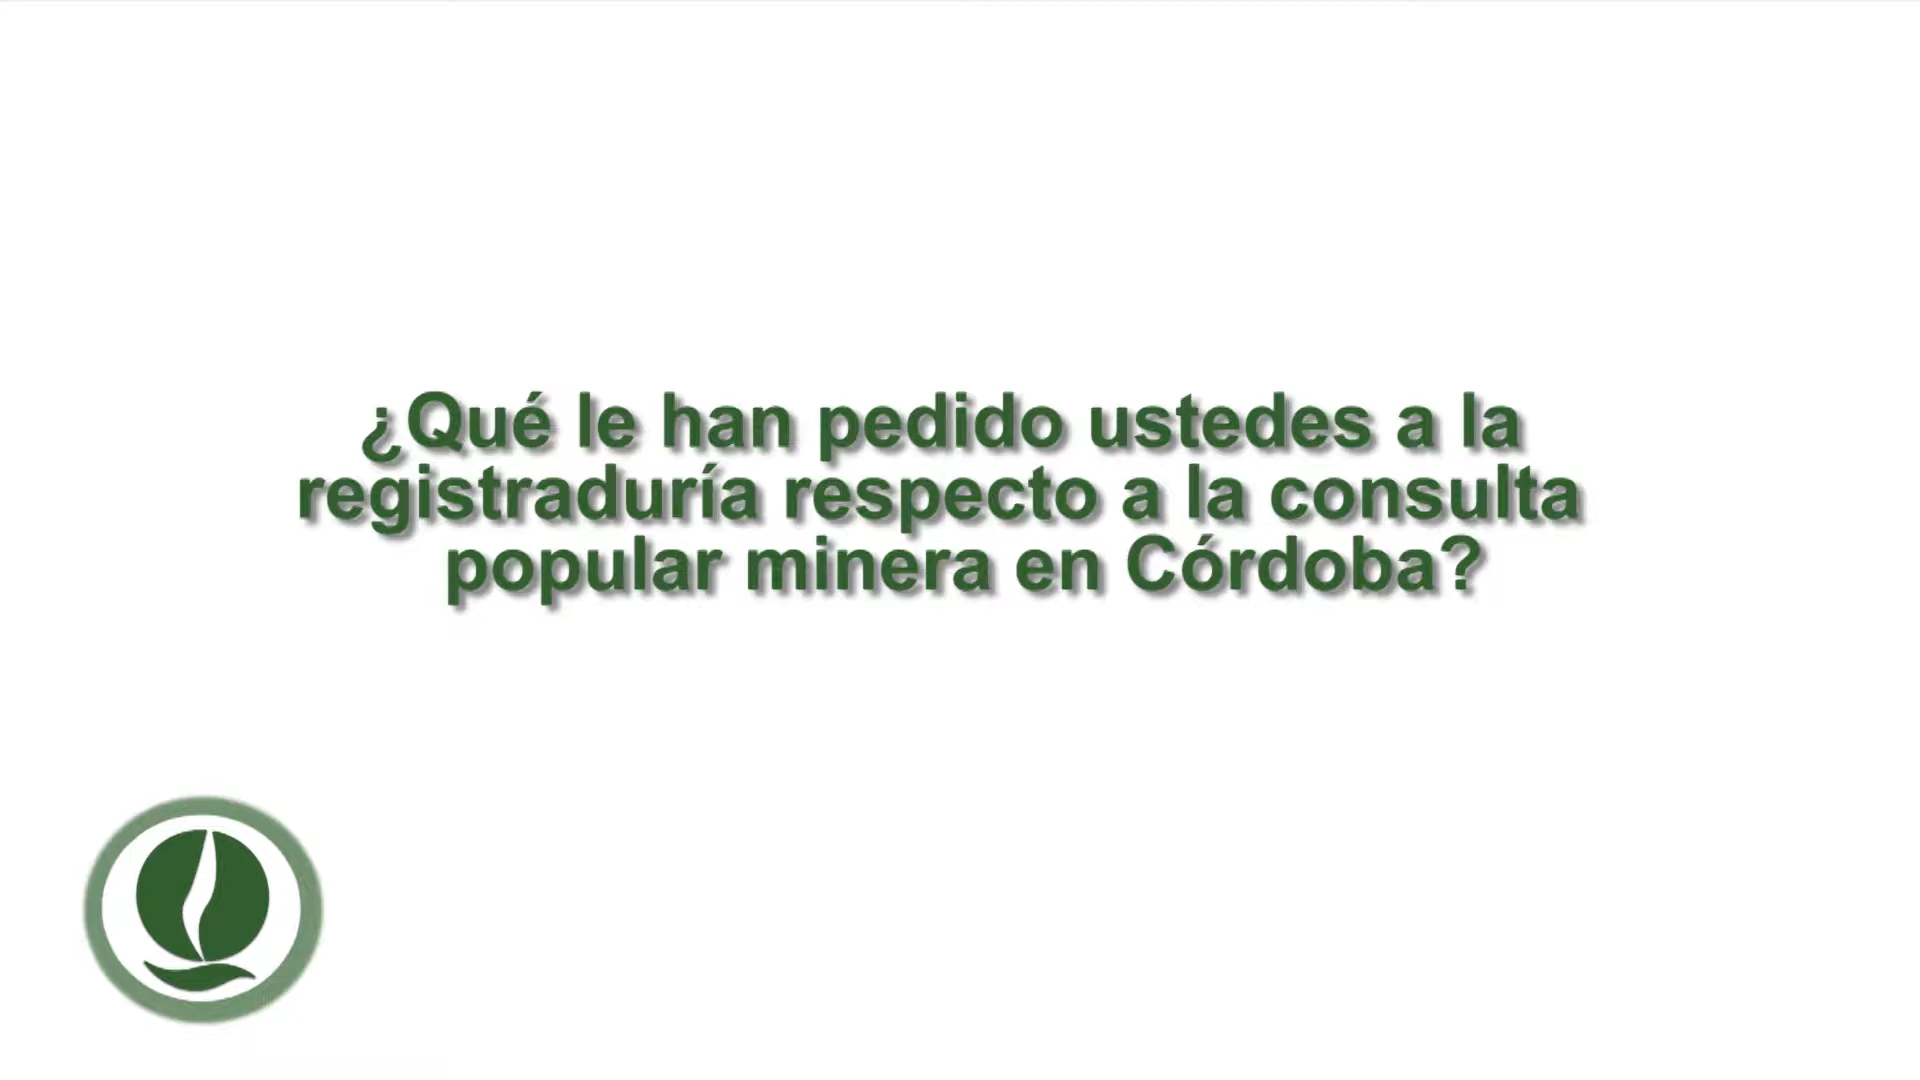 ¿Qué le han pedido ustedes a la
registraduría respecto a la consulta
popular minera en Córdoba?